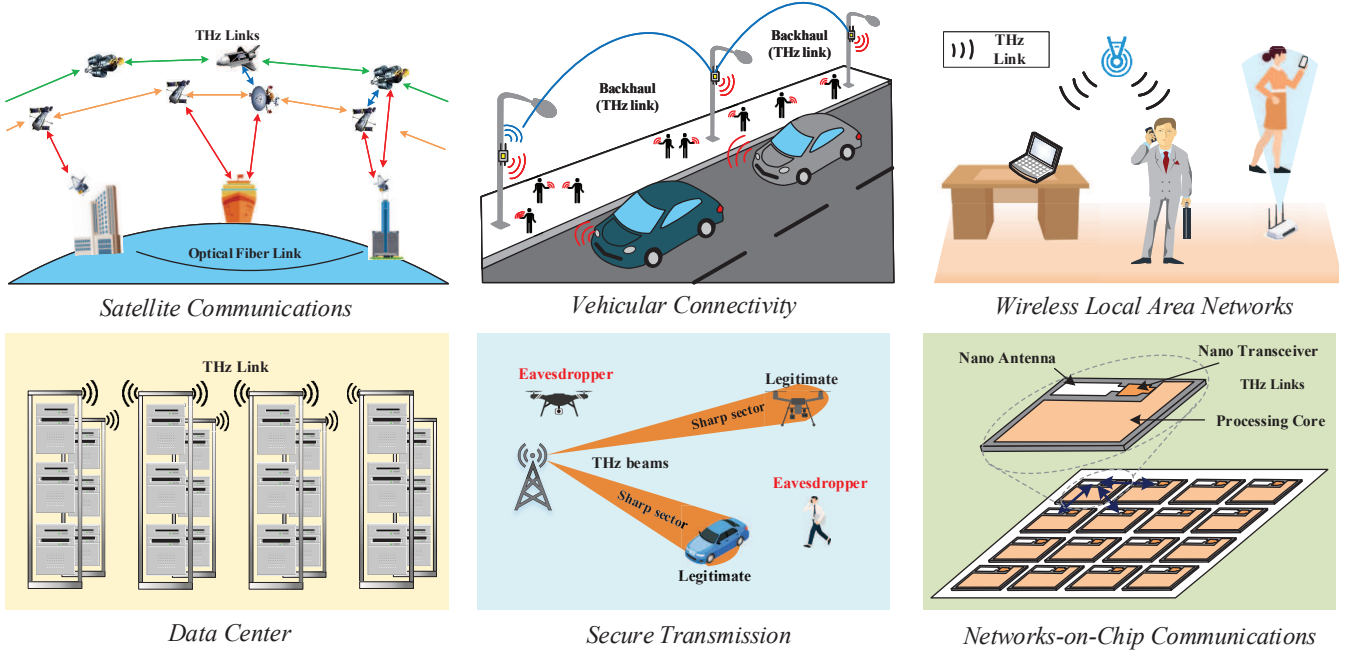 THz Links
Optical Fiber Link
Satellite Communications
Backhaul
(THz link)
Backhaul
(THz link)
Vehicular Connectivity
THz
Link
Wireless Local Area Networks
THz Link
Data Center
Eavesdropper
Legitimate
Sharp sector
THz beams
Sharp sector
Eavesdropper
Legitimate
Secure Transmission
Nano Antenna
Nano Transceiver
THz Links
Processing Core
Networks-on-Chip Communications